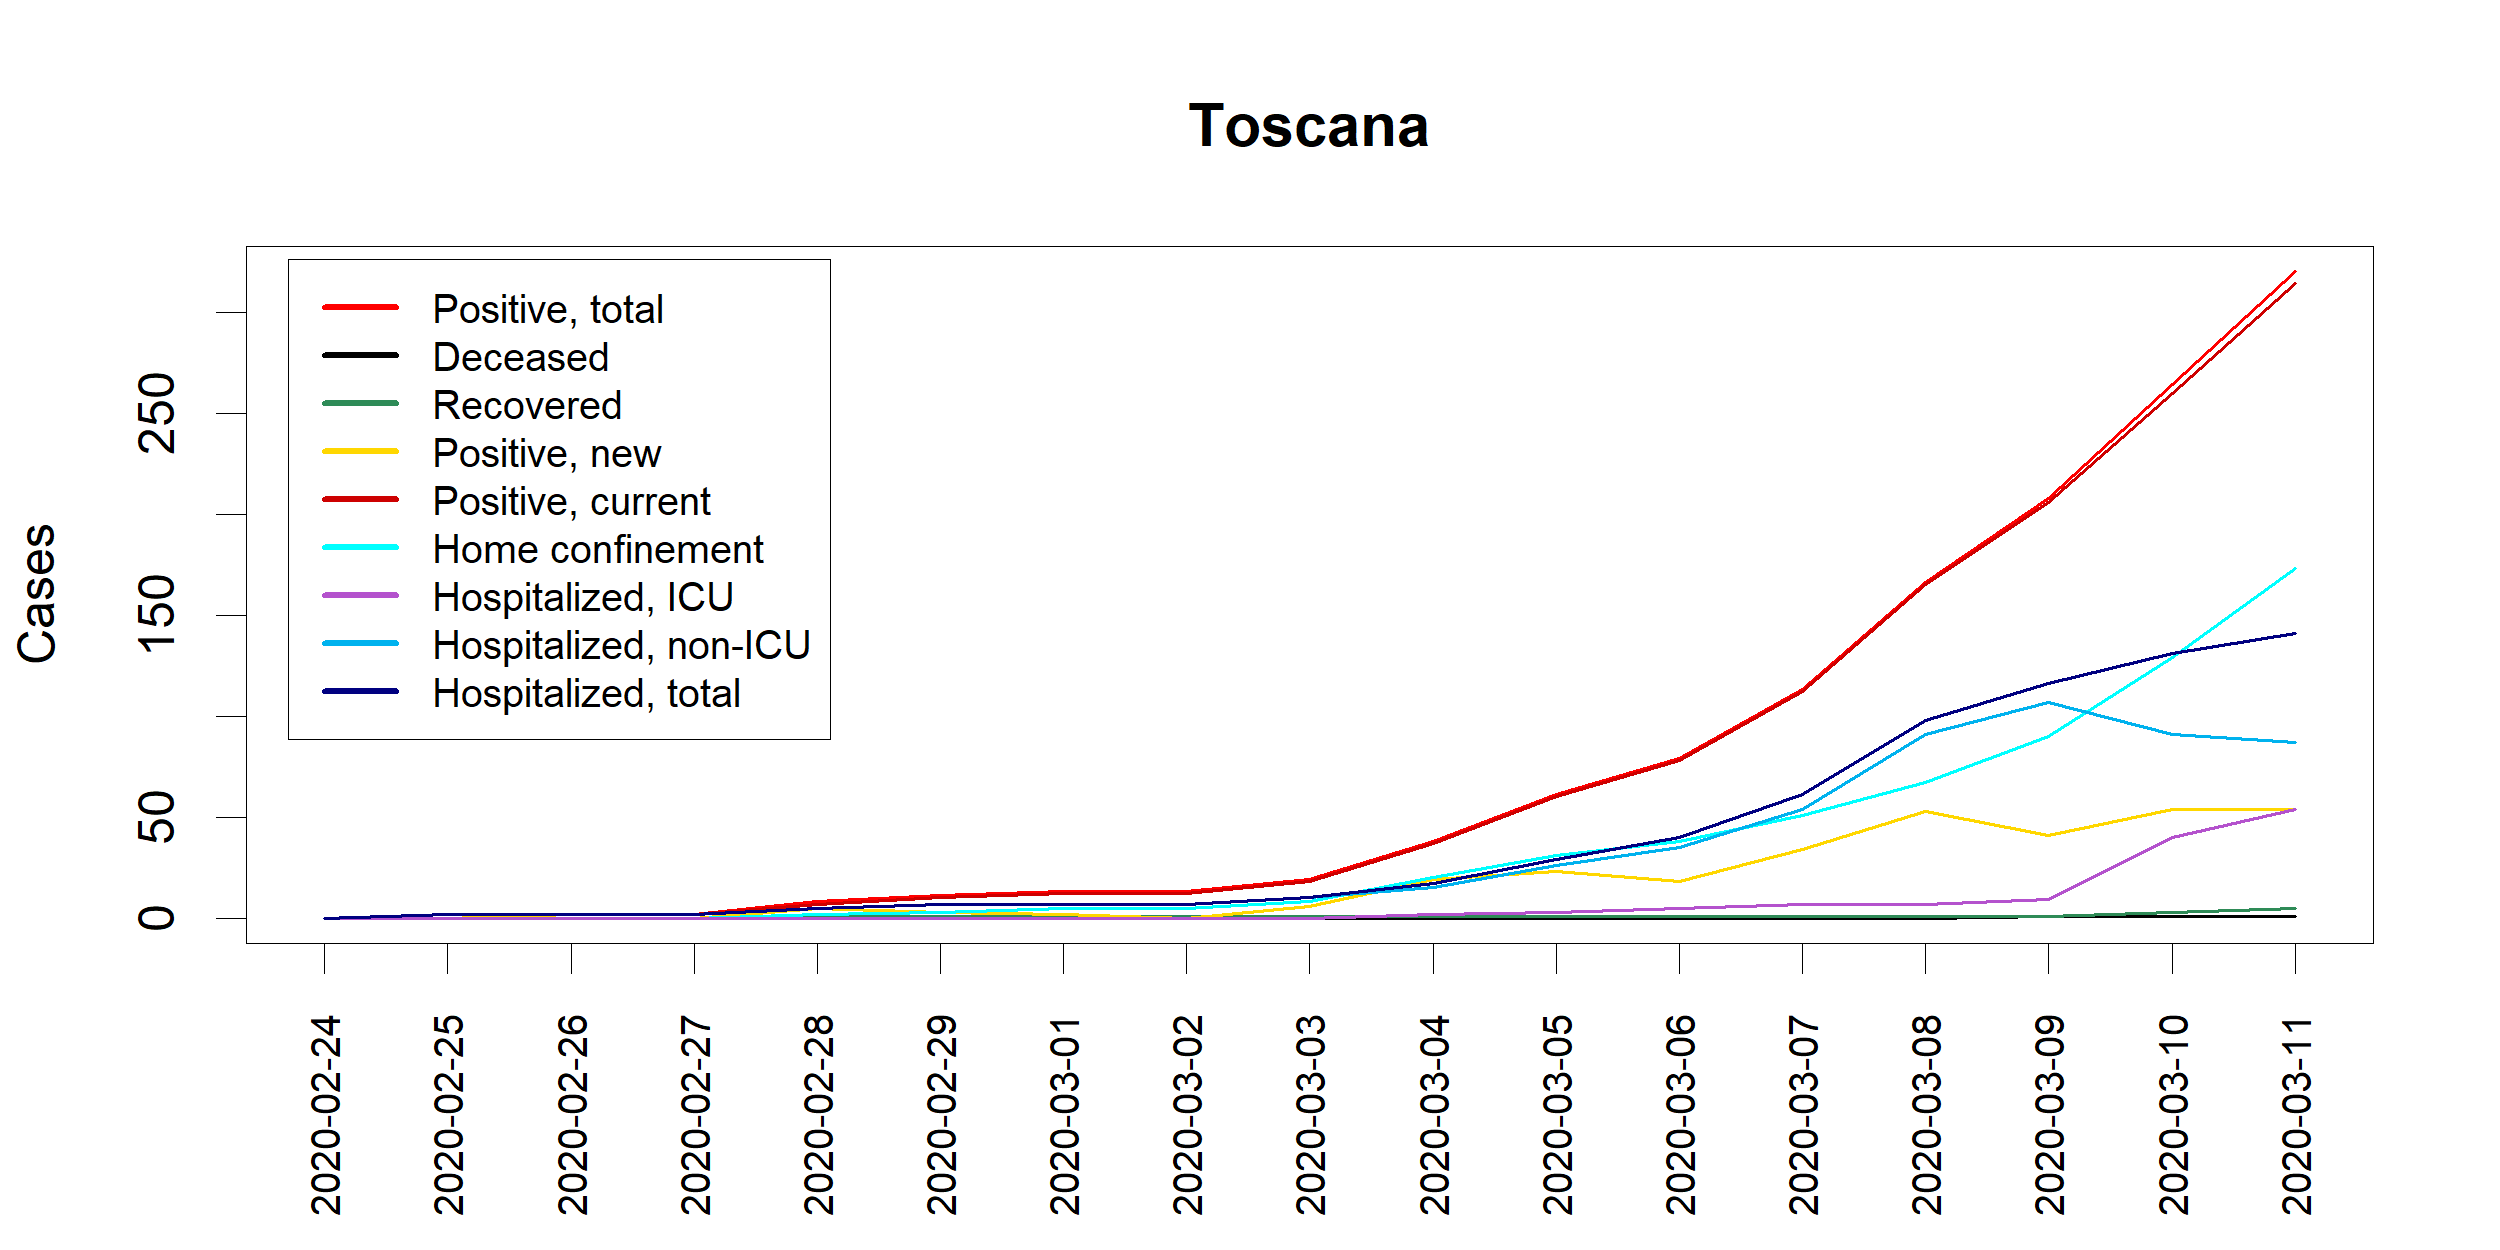 Toscana
Positive, total
Deceased
Recovered
Positive, new
Positive, current
Home confinement
Hospitalized, ICU
Hospitalized, non-ICU
Hospitalized, total
Cases
250
150
50
0
2020-02-24
2020-02-25
2020-02-26
2020-02-27
2020-02-28
2020-02-29
2020-03-01
2020-03-02
2020-03-03
2020-03-04
2020-03-05
2020-03-06
2020-03-07
2020-03-08
2020-03-09
2020-03-10
2020-03-11